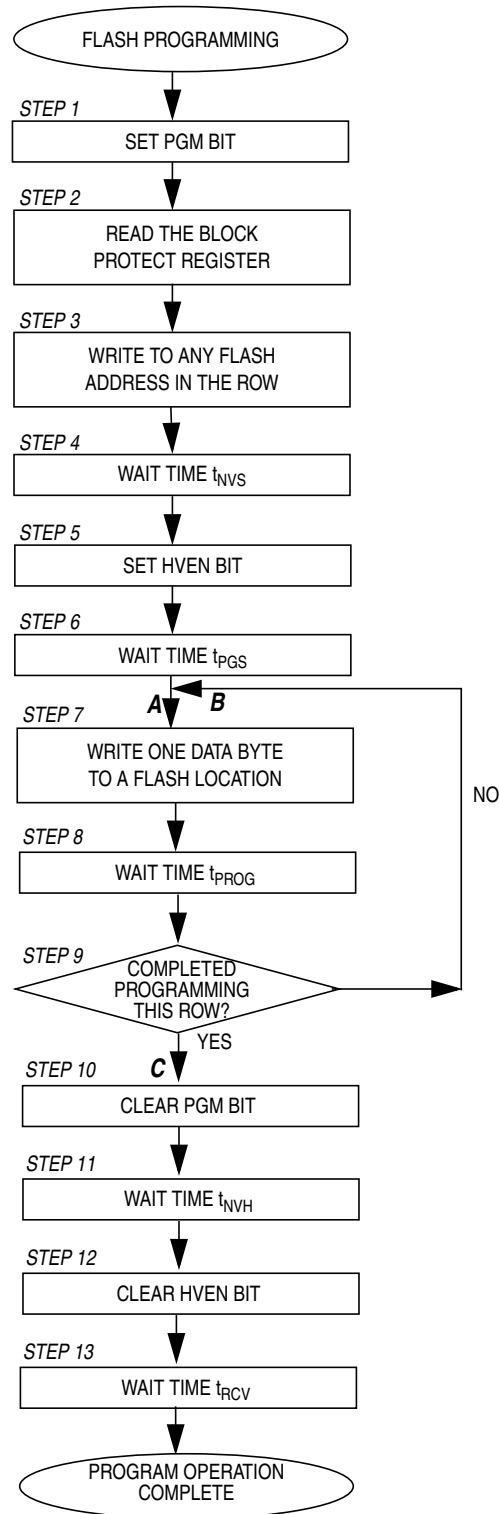 FLASH PROGRAMMING
STEP 1
SET PGM BIT
STEP 2
READ THE BLOCK
PROTECT REGISTER
STEP 3
WRITE TO ANY FLASH
ADDRESS IN THE ROW
STEP 4
WAIT TIME tNVS
STEP 5
SET HVEN BIT
STEP 6
WAIT TIME tPGS
A B
STEP 7
WRITE ONE DATA BYTE
TO A FLASH LOCATION
NO
STEP 8
WAIT TIME tPROG
STEP 9
COMPLETED
PROGRAMMING
THIS ROW?
YES
C
STEP 10
CLEAR PGM BIT
STEP 11
WAIT TIME tNVH
STEP 12
CLEAR HVEN BIT
STEP 13
WAIT TIME tRCV
PROGRAM OPERATION
COMPLETE